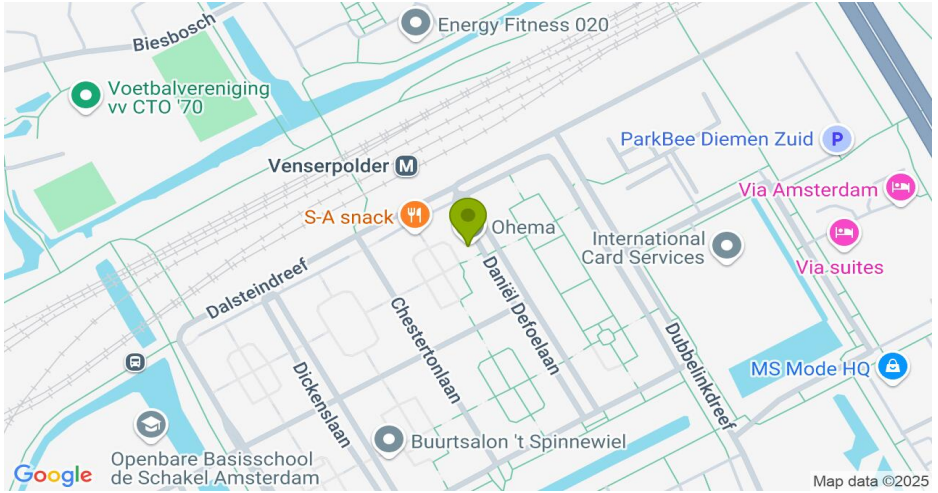 Biesbosch
Energy Fitness 020
Voetbalvereniging
vv CTO '70
ParkBee Diemen Zuid
P
Venserpolder
M
Via Amsterdam
S-A snack
Ohema
International
Card Services
Via suites
Dalsteindreef
Daniël Defoelaan
Chestertonlaan
Dubbelinkdreef
Dickenslaan
MS Mode HQ
Buurtsalon 't Spinnewiel
Openbare Basisschool
de Schakel Amsterdam
Google
Map data ©2025